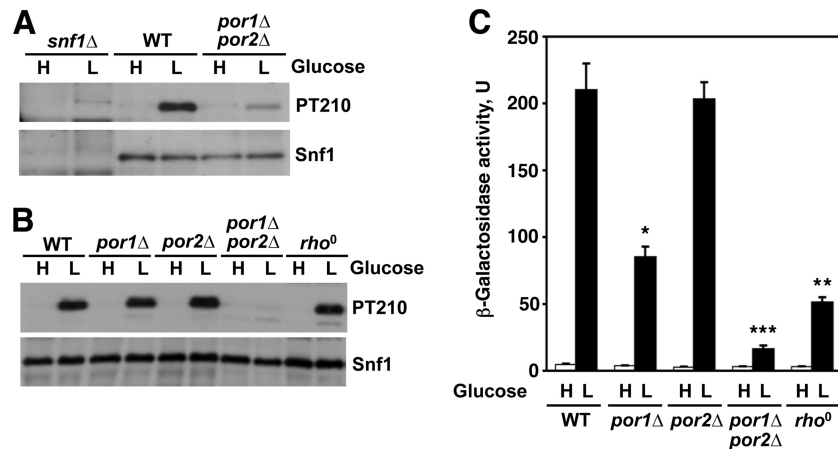 A
snf1Δ WT por1Δ por2Δ
H L H L H L Glucose
PT210
Snf1
B
WT por1Δ por2Δ por1Δ por2Δ rho⁰
H L H L H L H L H L Glucose
PT210
Snf1
C
β-Galactosidase activity, U
250
200
150
100
50
0
*
***
**
Glucose H L H L H L H L H L
WT por1Δ por2Δ por1Δ rho⁰
por2Δ